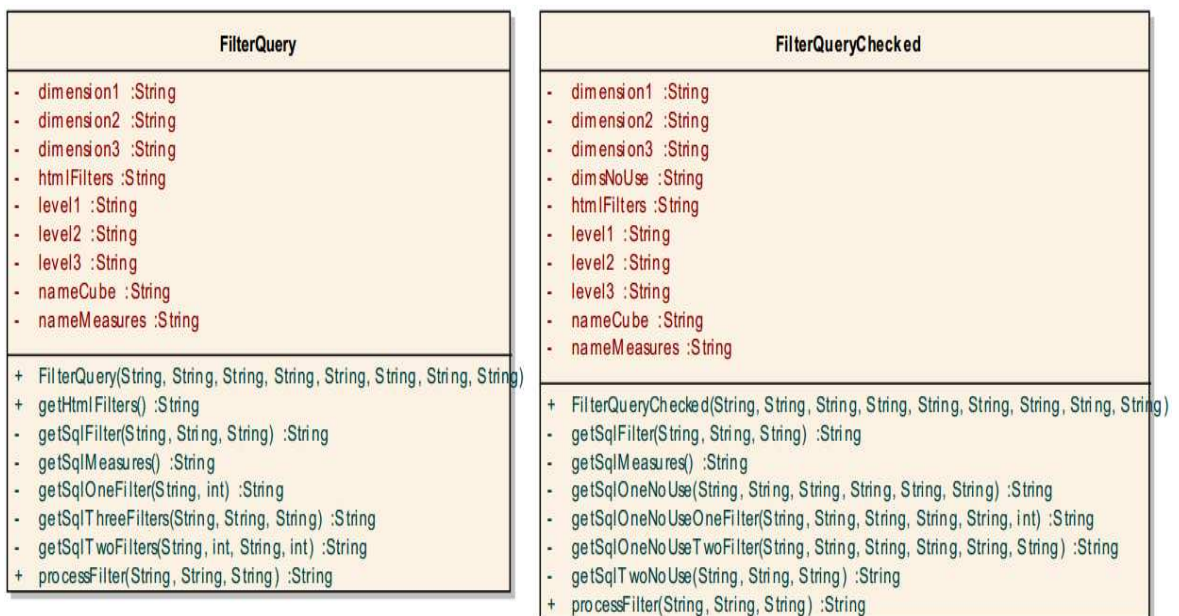 FilterQuery
- dimension1 :String
- dimension2 :String
- dimension3 :String
- htmlFilters :String
- level1 :String
- level2 :String
- level3 :String
- nameCube :String
- nameMeasures :String
+ FilterQuery(String, String, String, String, String, String, String, String)
+ getHtmlFilters() :String
- getSqlFilter(String, String, String) :String
- getSqlMeasures() :String
- getSqlOneFilter(String, int) :String
- getSqlThreeFilters(String, String, String) :String
- getSqlTwoFilters(String, int, String, int) :String
+ processFilter(String, String, String) :String
FilterQueryChecked
- dimension1 :String
- dimension2 :String
- dimension3 :String
- dimsNoUse :String
- htmlFilters :String
- level1 :String
- level2 :String
- level3 :String
- nameCube :String
- nameMeasures :String
+ FilterQueryChecked(String, String, String, String, String, String, String, String, String)
- getSqlFilter(String, String, String) :String
- getSqlMeasures() :String
- getSqlOneNoUse(String, String, String, String, String, String) :String
- getSqlOneNoUseOneFilter(String, String, String, String, String, int) :String
- getSqlOneNoUseTwoFilter(String, String, String, String, String, String) :String
- getSqlTwoNoUse(String, String, String) :String
+ processFilter(String, String, String) :String